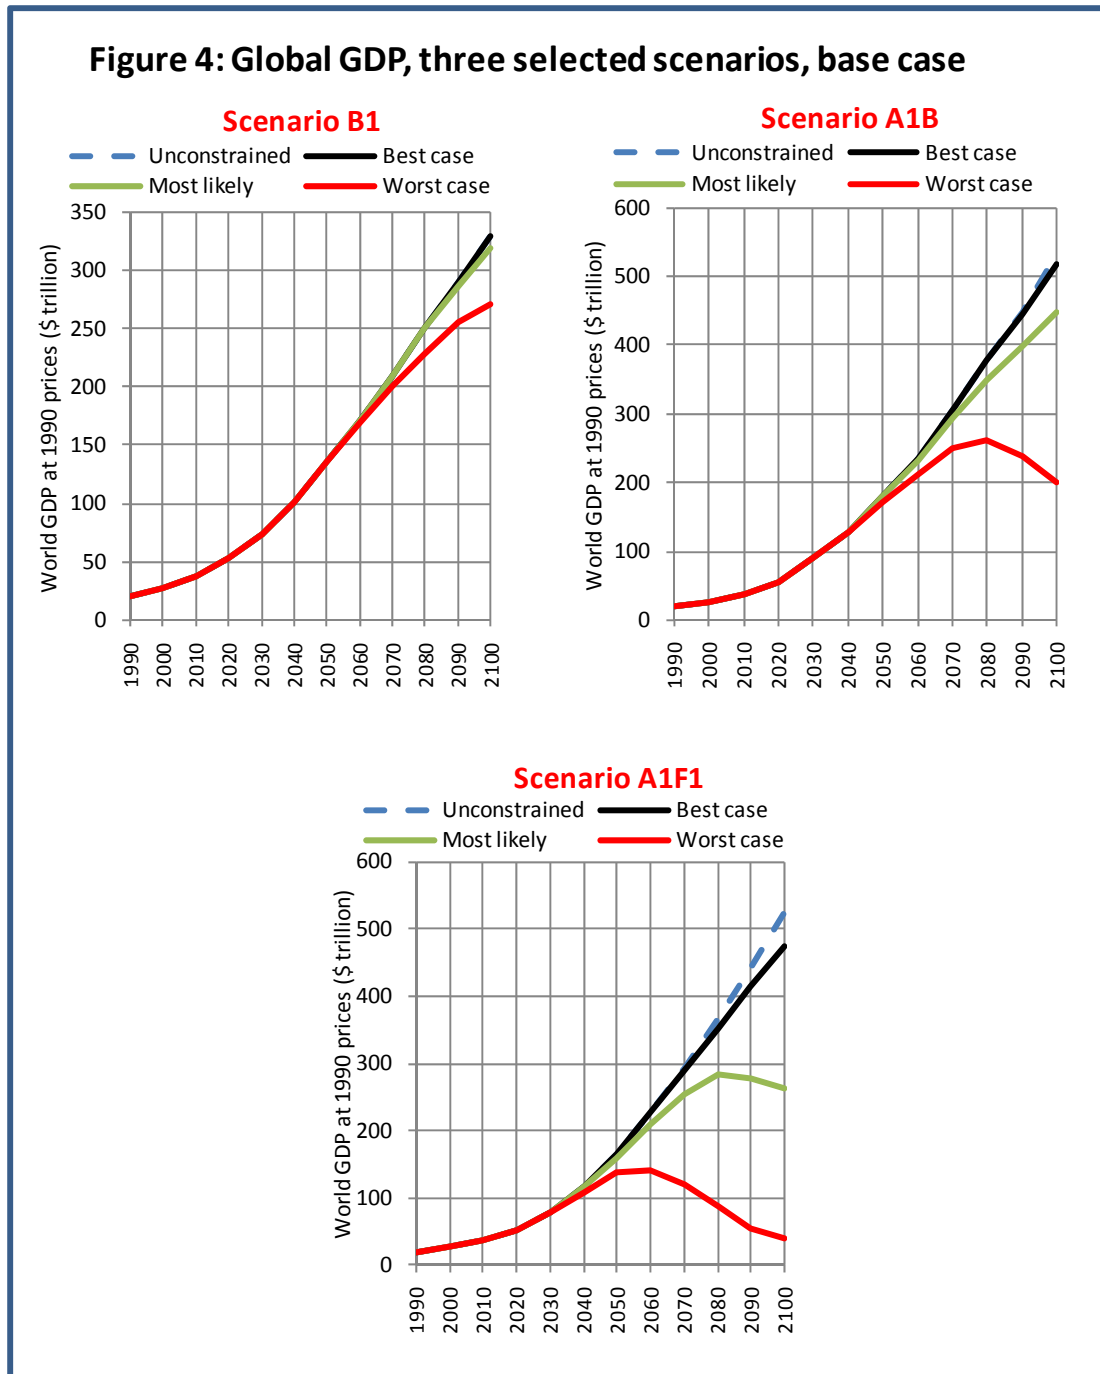 Figure 4: Global GDP, three selected scenarios, base case
Scenario B1
Unconstrained Best case
Most likely Worst case
World GDP at 1990 prices ($ trillion)
350
300
250
200
150
100
50
0
1990 2000 2010 2020 2030 2040 2050 2060 2070 2080 2090 2100
Scenario A1B
Unconstrained Best case
Most likely Worst case
World GDP at 1990 prices ($ trillion)
600
500
400
300
200
100
0
1990 2000 2010 2020 2030 2040 2050 2060 2070 2080 2090 2100
Scenario A1F1
Unconstrained Best case
Most likely Worst case
World GDP at 1990 prices ($ trillion)
600
500
400
300
200
100
0
1990 2000 2010 2020 2030 2040 2050 2060 2070 2080 2090 2100